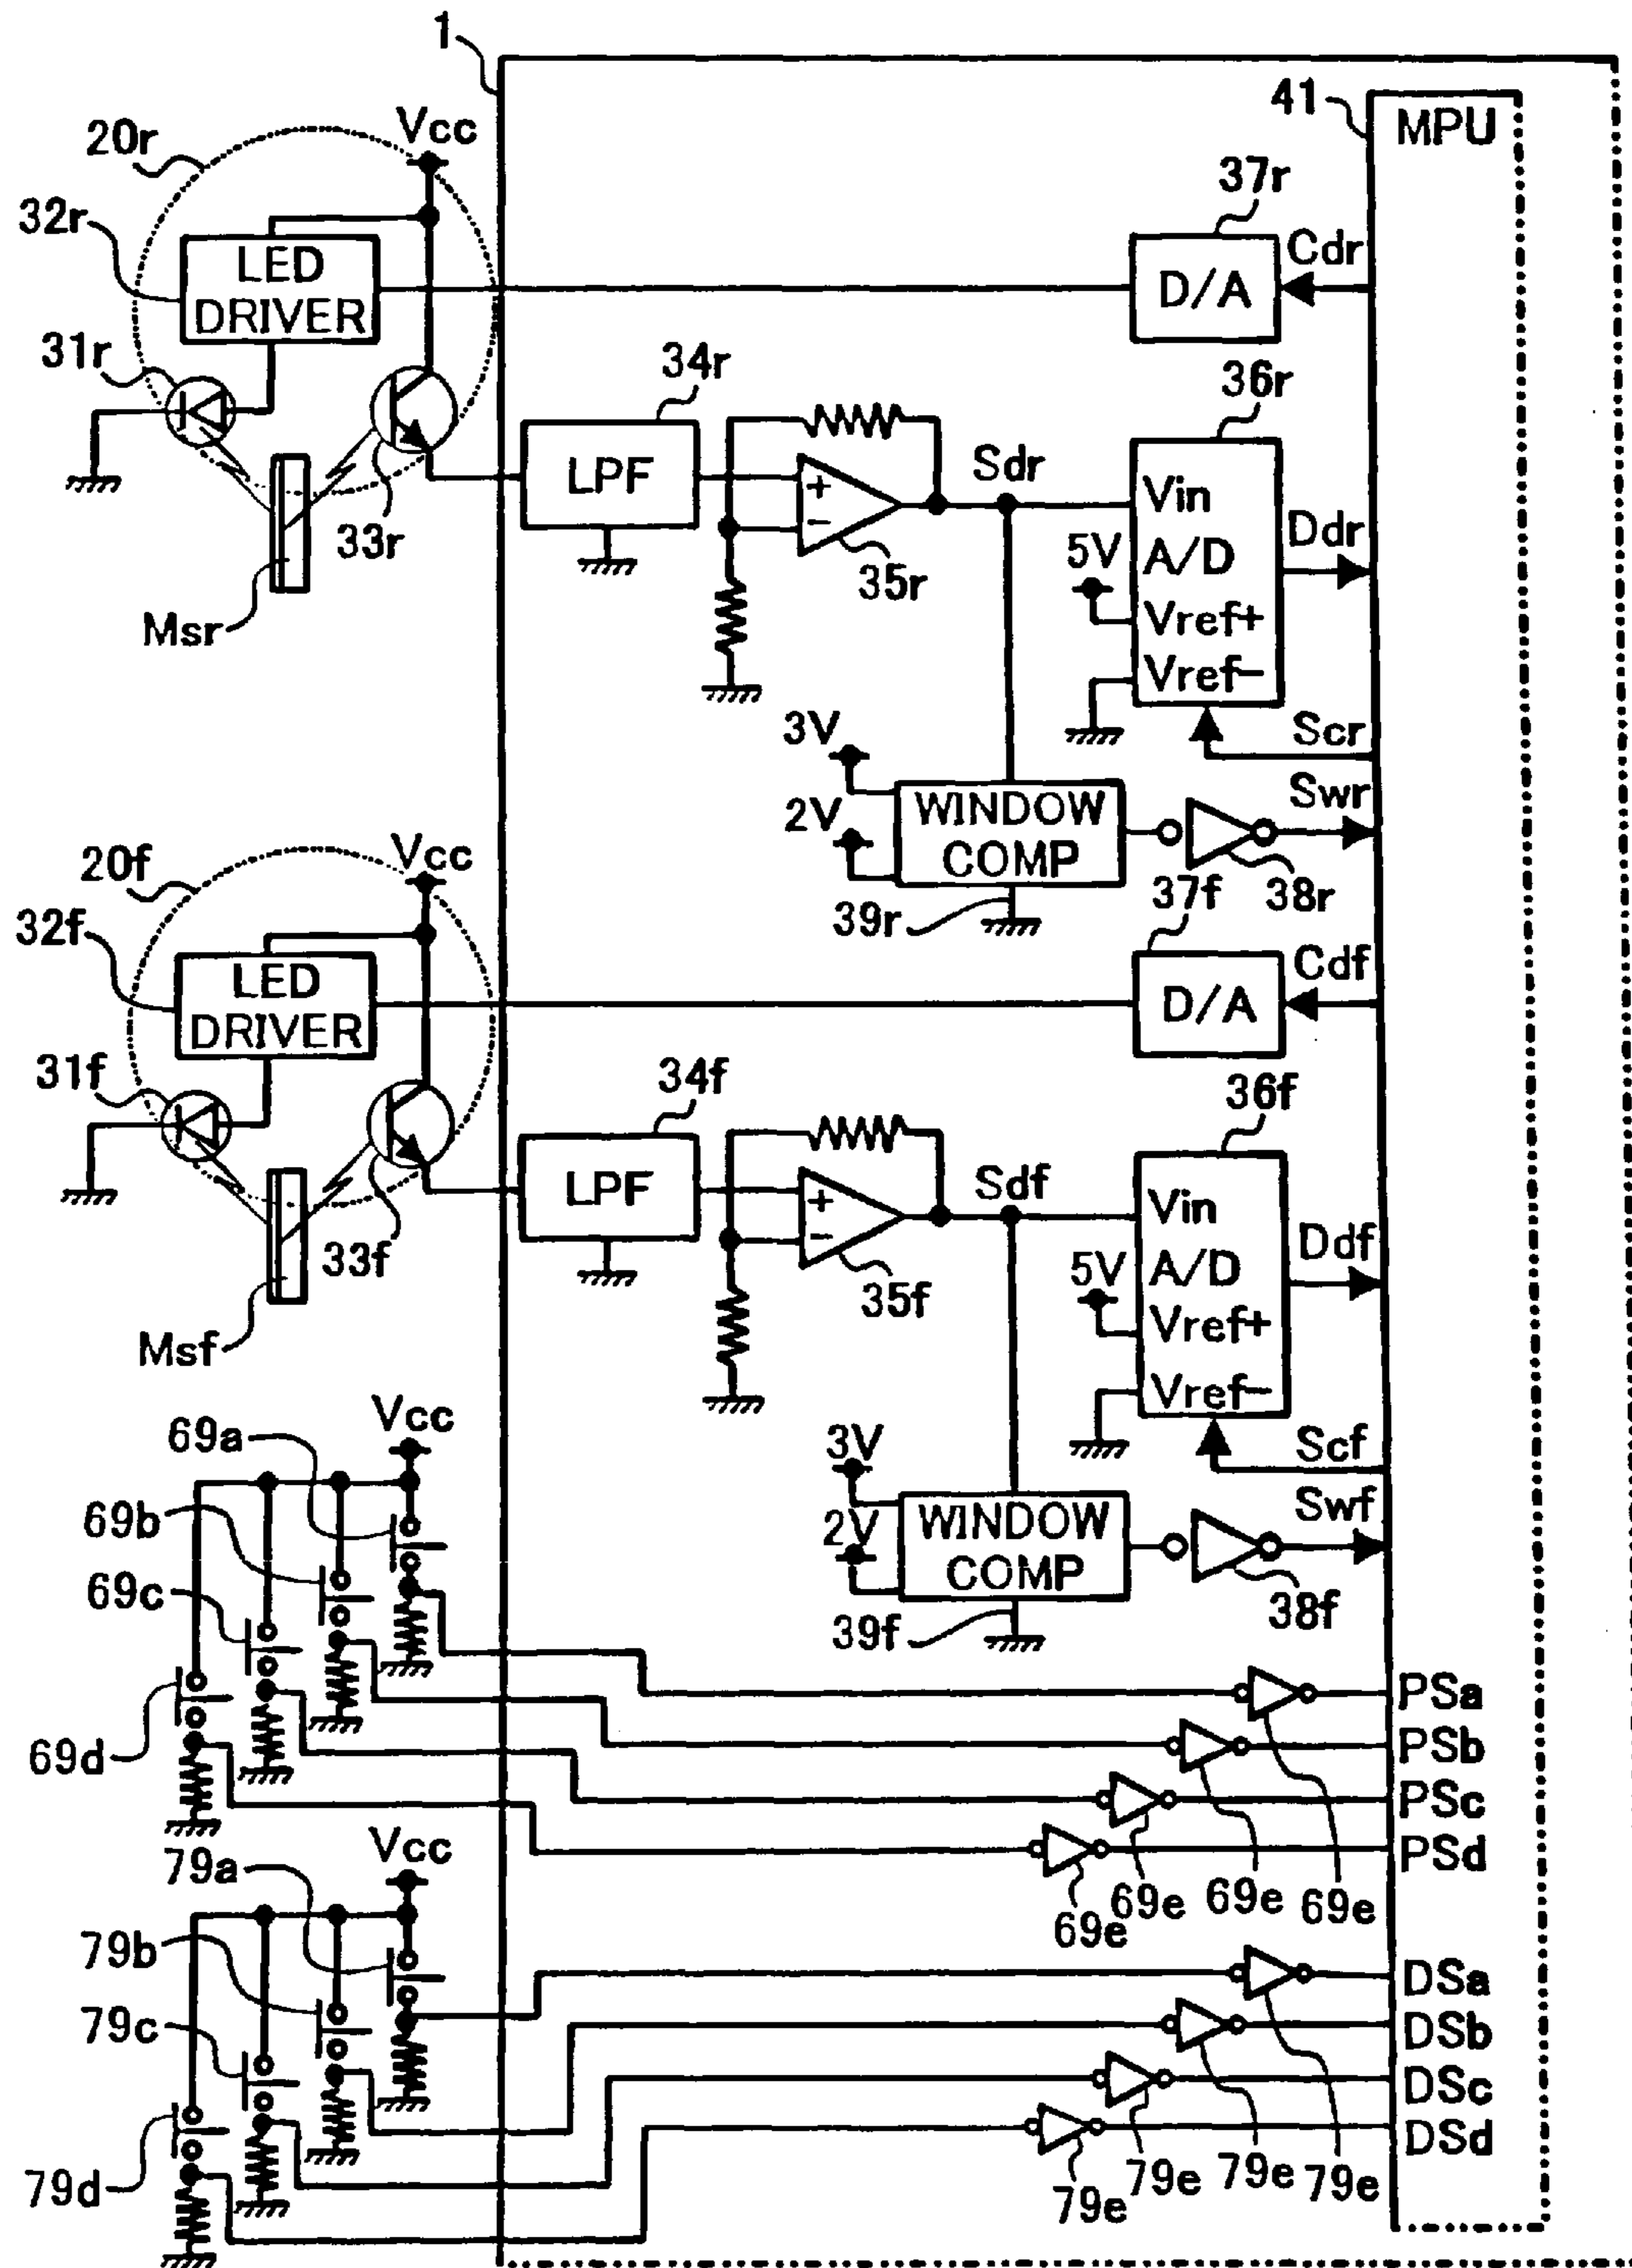 1
41
MPU
20r
Vcc
37r
32r
LED
DRIVER
D/A
Cdr
31r
34r
36r
LPF
+
−
Sdr
Vin
A/D
Vref+
Vref−
5V
Ddr
33r
35r
Msr
3V
2V
Scr
WINDOW
COMP
Swr
39r
38r
20f
Vcc
37f
32f
LED
DRIVER
D/A
Cdf
31f
34f
36f
LPF
+
−
Sdf
Vin
A/D
Vref+
Vref−
5V
Ddf
33f
35f
Msf
3V
2V
Scf
WINDOW
COMP
Swf
39f
38f
Vcc
69a
69b
69c
69d
PSa
PSb
PSc
PSd
69e
69e
69e
69e
Vcc
79a
79b
79c
79d
DSa
DSb
DSc
DSd
79e
79e
79e
79e